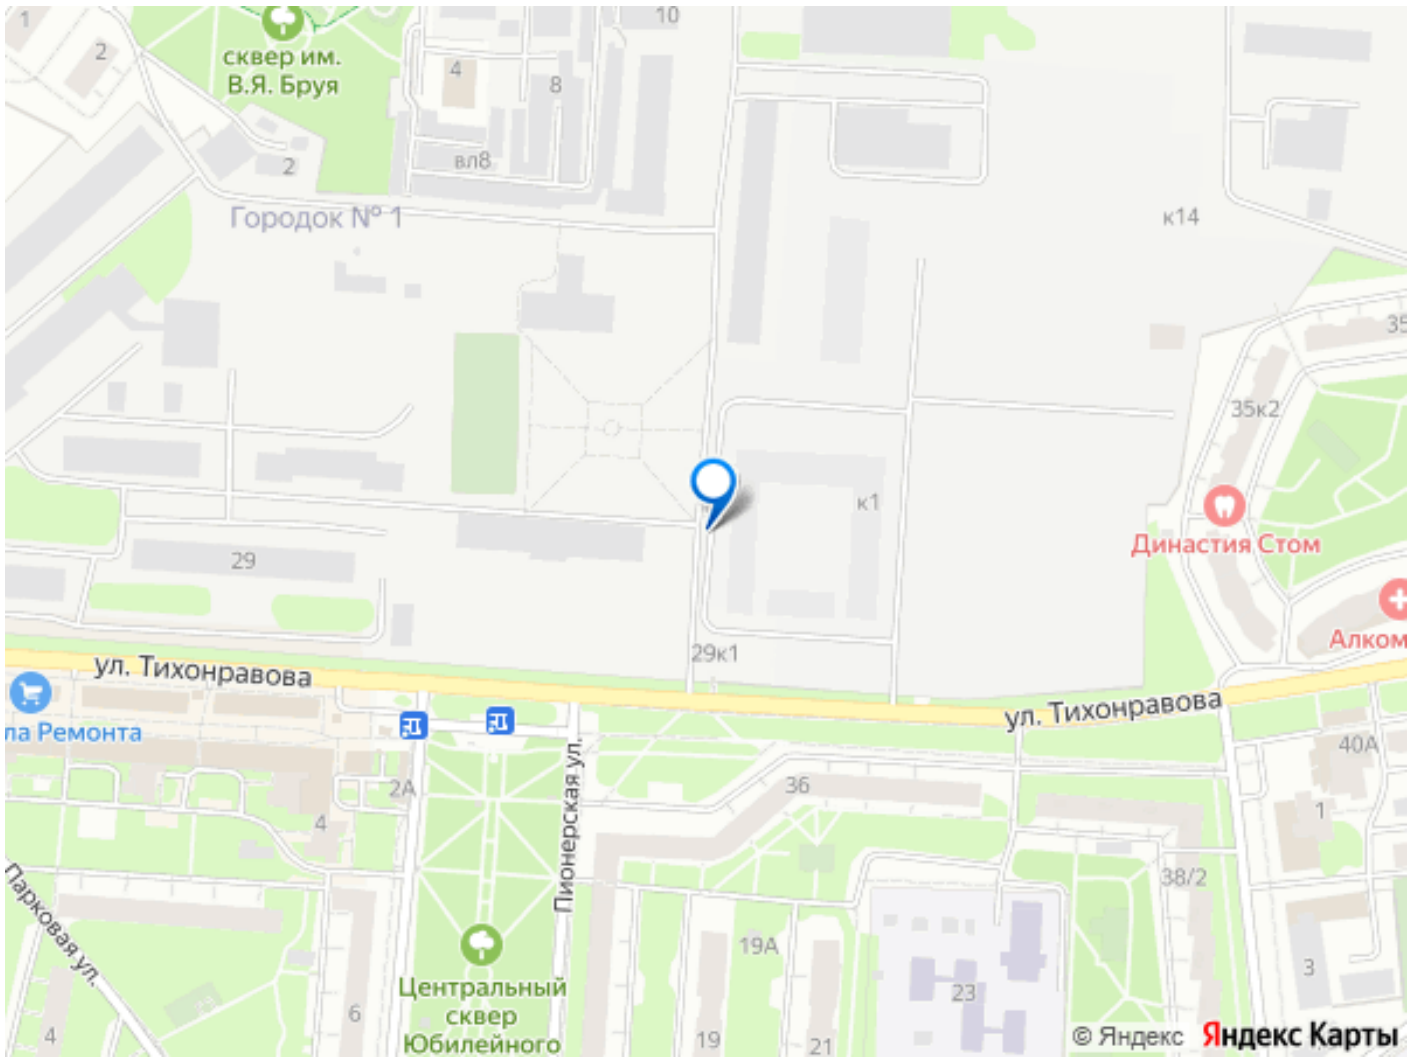 1
10
2
сквер им.
В.Я. Бруя
4
8
вл8
2
Городок № 1
к14
35
35к2
к1
Династия Стом
29
Алком
29к1
ул. Тихонравова
ул. Тихонравова
ла Ремонта
40А
2А
36
Пионерская ул.
4
1
38/2
Парковая ул.
19А
Центральный
сквер
Юбилейного
23
3
6
4
19
21
© Яндекс Яндекс Карты